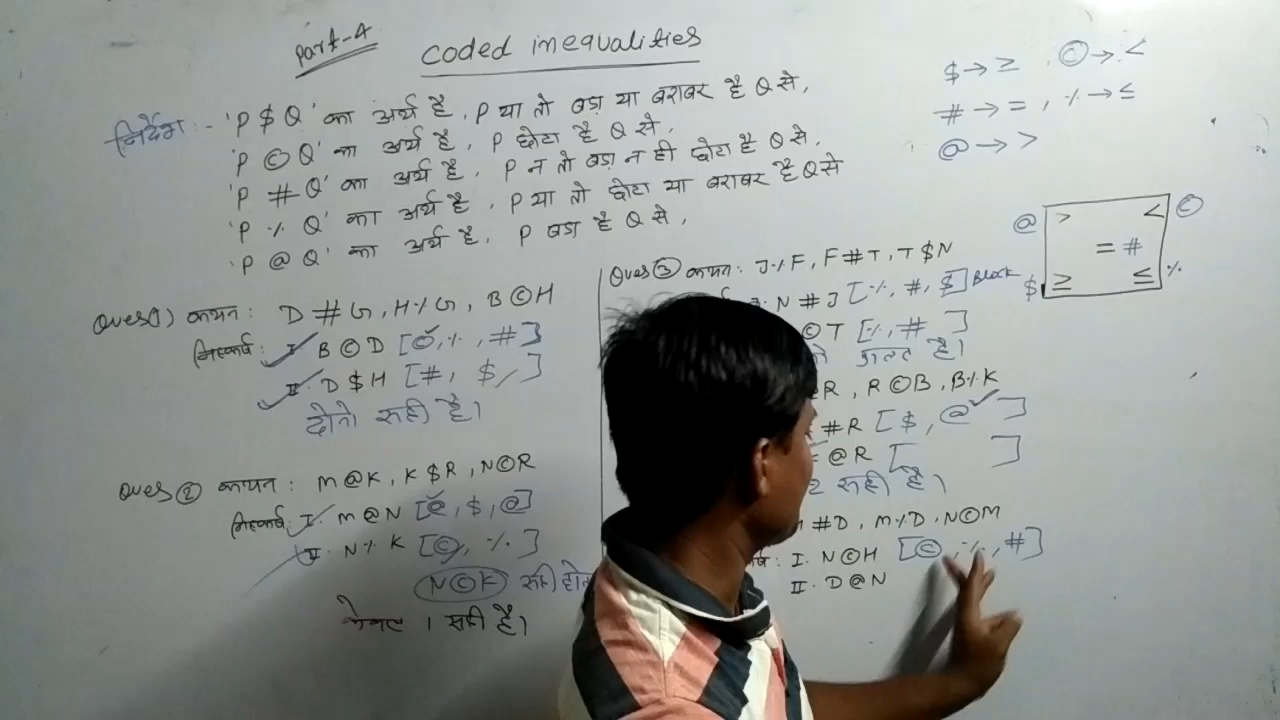 Part-4
Coded inequalities
निर्देश :- 'P $ Q' का अर्थ है, P या तो बड़ा या बराबर है Q से,
'P © Q' का अर्थ है, P छोटा है Q से,
'P # Q' का अर्थ है, P न तो बड़ा न ही छोटा है Q से,
'P % Q' का अर्थ है, P या तो छोटा या बराबर है Q से
'P @ Q' का अर्थ है, P बड़ा है Q से,
$ → ≥ , © → <
# → = , % → ≤
@ → >
@ > < ©
= #
$ ≥ ≤ %
Ques ① कथन : D # G, H % G, B © H
निष्कर्ष : I. B © D [©, %, #]
II. D $ H [#, $, ]
दोनो सही है।
Ques ② कथन : M @ K, K $ R, N © R
निष्कर्ष : I. M @ N [@, $, @]
II. N % K [©, % ]
N © K सही
केवल 1 सही है।
Ques ③ कथन : J % F, F # T, T $ N
I. N # J [%, #, $] Block
© T [%, # ]
गलत है।
R, R © B, B % K
# R [$, @ ]
@ R [ ]
सही है।
# D, M % D, N © M
I. N © H [©, %, #]
II. D @ N